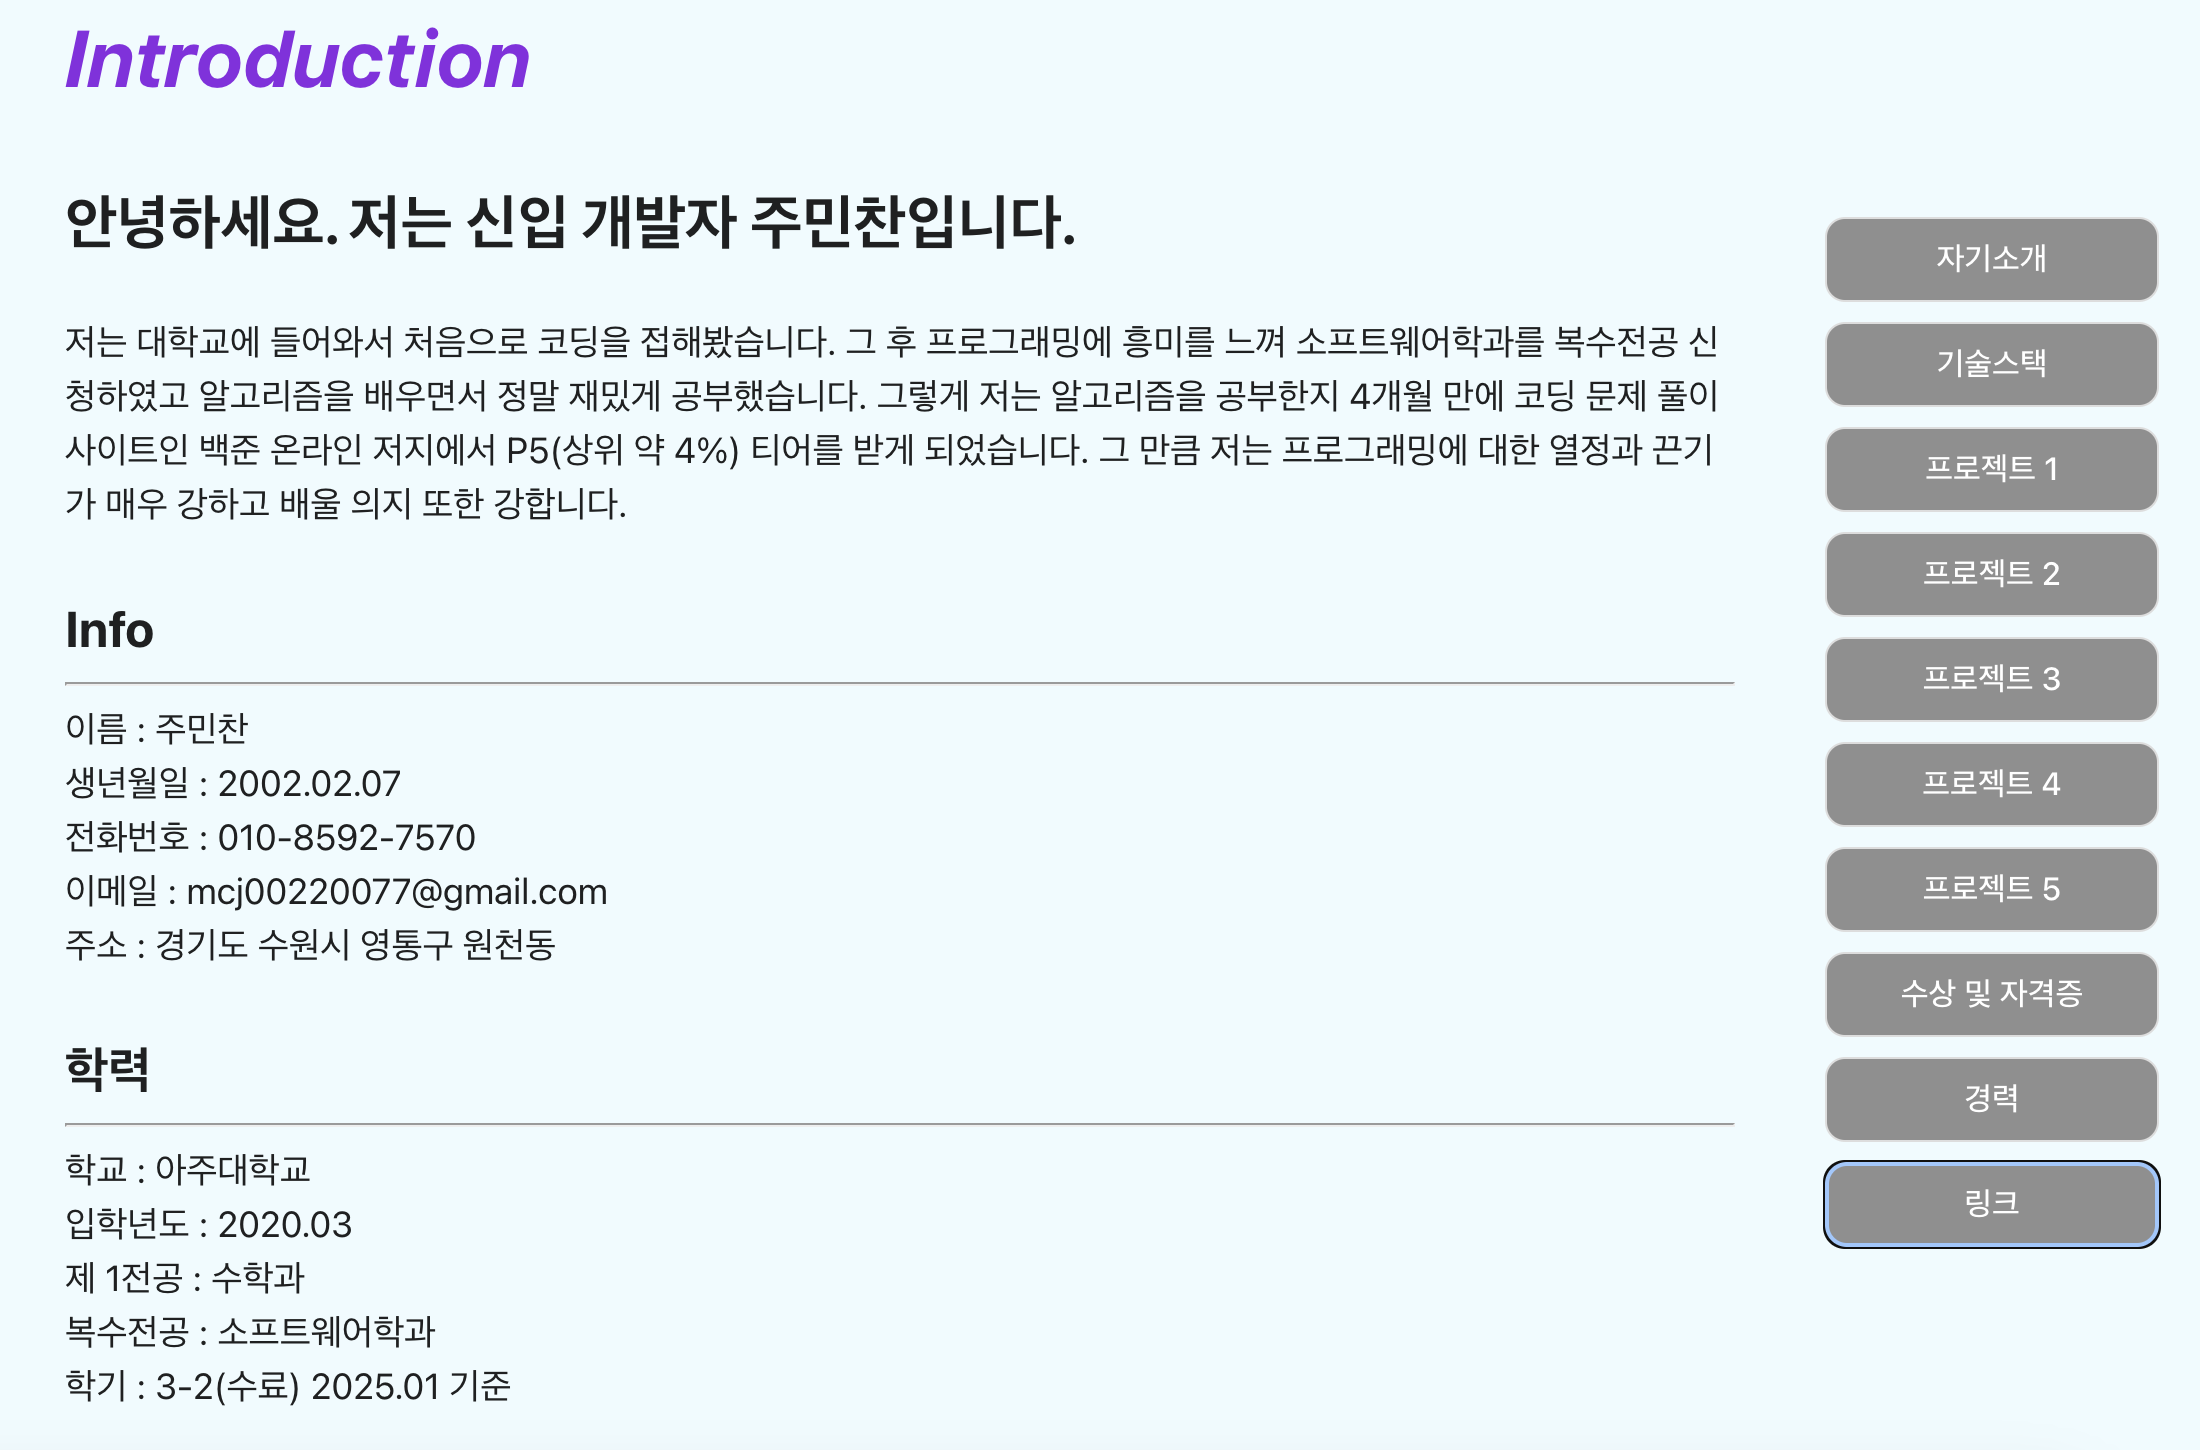 Introduction
안녕하세요. 저는 신입 개발자 주민찬입니다.
저는 대학교에 들어와서 처음으로 코딩을 접해봤습니다. 그 후 프로그래밍에 흥미를 느껴 소프트웨어학과를 복수전공 신
청하였고 알고리즘을 배우면서 정말 재밌게 공부했습니다. 그렇게 저는 알고리즘을 공부한지 4개월 만에 코딩 문제 풀이
사이트인 백준 온라인 저지에서 P5(상위 약 4%) 티어를 받게 되었습니다. 그 만큼 저는 프로그래밍에 대한 열정과 끈기
가 매우 강하고 배울 의지 또한 강합니다.
Info
이름 : 주민찬
생년월일 : 2002.02.07
전화번호 : 010-8592-7570
이메일 : mcj00220077@gmail.com
주소 : 경기도 수원시 영통구 원천동
학력
학교 : 아주대학교
입학년도 : 2020.03
제 1전공 : 수학과
복수전공 : 소프트웨어학과
학기 : 3-2(수료) 2025.01 기준
자기소개
기술스택
프로젝트 1
프로젝트 2
프로젝트 3
프로젝트 4
프로젝트 5
수상 및 자격증
경력
링크